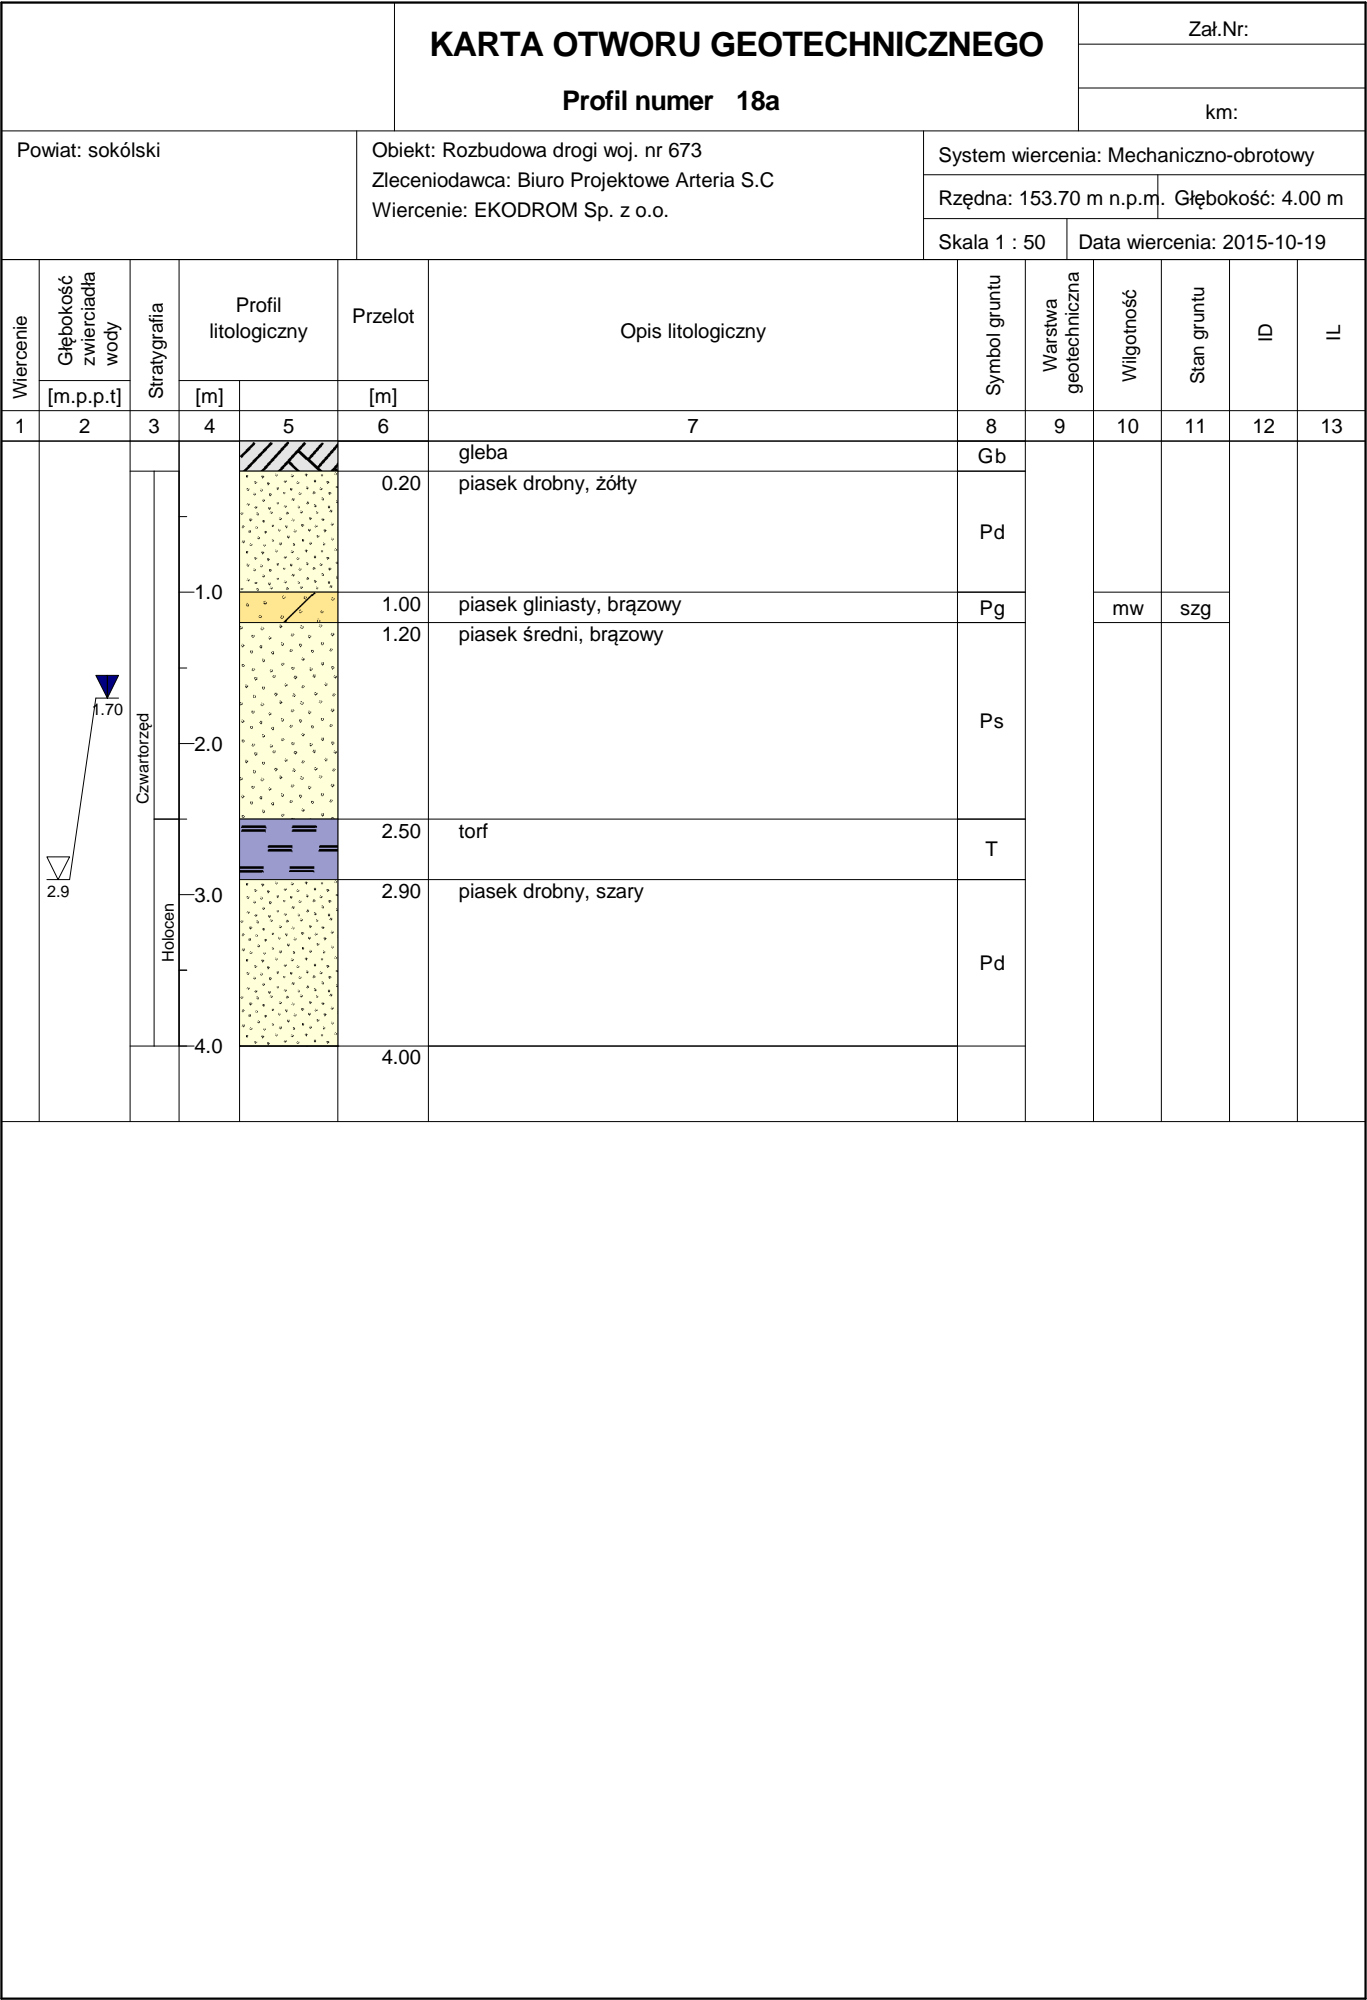 KARTA OTWORU GEOTECHNICZNEGO
Profil numer 18a
Zał.Nr:
km:
Powiat: sokólski
Obiekt: Rozbudowa drogi woj. nr 673
Zleceniodawca: Biuro Projektowe Arteria S.C
Wiercenie: EKODROM Sp. z o.o.
System wiercenia: Mechaniczno-obrotowy
Rzędna: 153.70 m n.p.m. Głębokość: 4.00 m
Skala 1 : 50 Data wiercenia: 2015-10-19
Wiercenie
Głębokość
zwierciadła
wody
[m.p.p.t]
Stratygrafia
Profil
litologiczny
[m]
Przelot
[m]
Opis litologiczny
Symbol gruntu
Warstwa
geotechniczna
Wilgotność
Stan gruntu
ID
IL
1 2 3 4 5 6 7 8 9 10 11 12 13
gleba Gb
0.20 piasek drobny, żółty
Pd
1.0
1.00 piasek gliniasty, brązowy Pg mw szg
1.20 piasek średni, brązowy
1.70
Ps
Czwartorzęd
2.0
2.50 torf
T
2.9
3.0
2.90 piasek drobny, szary
Holocen
Pd
4.0
4.00